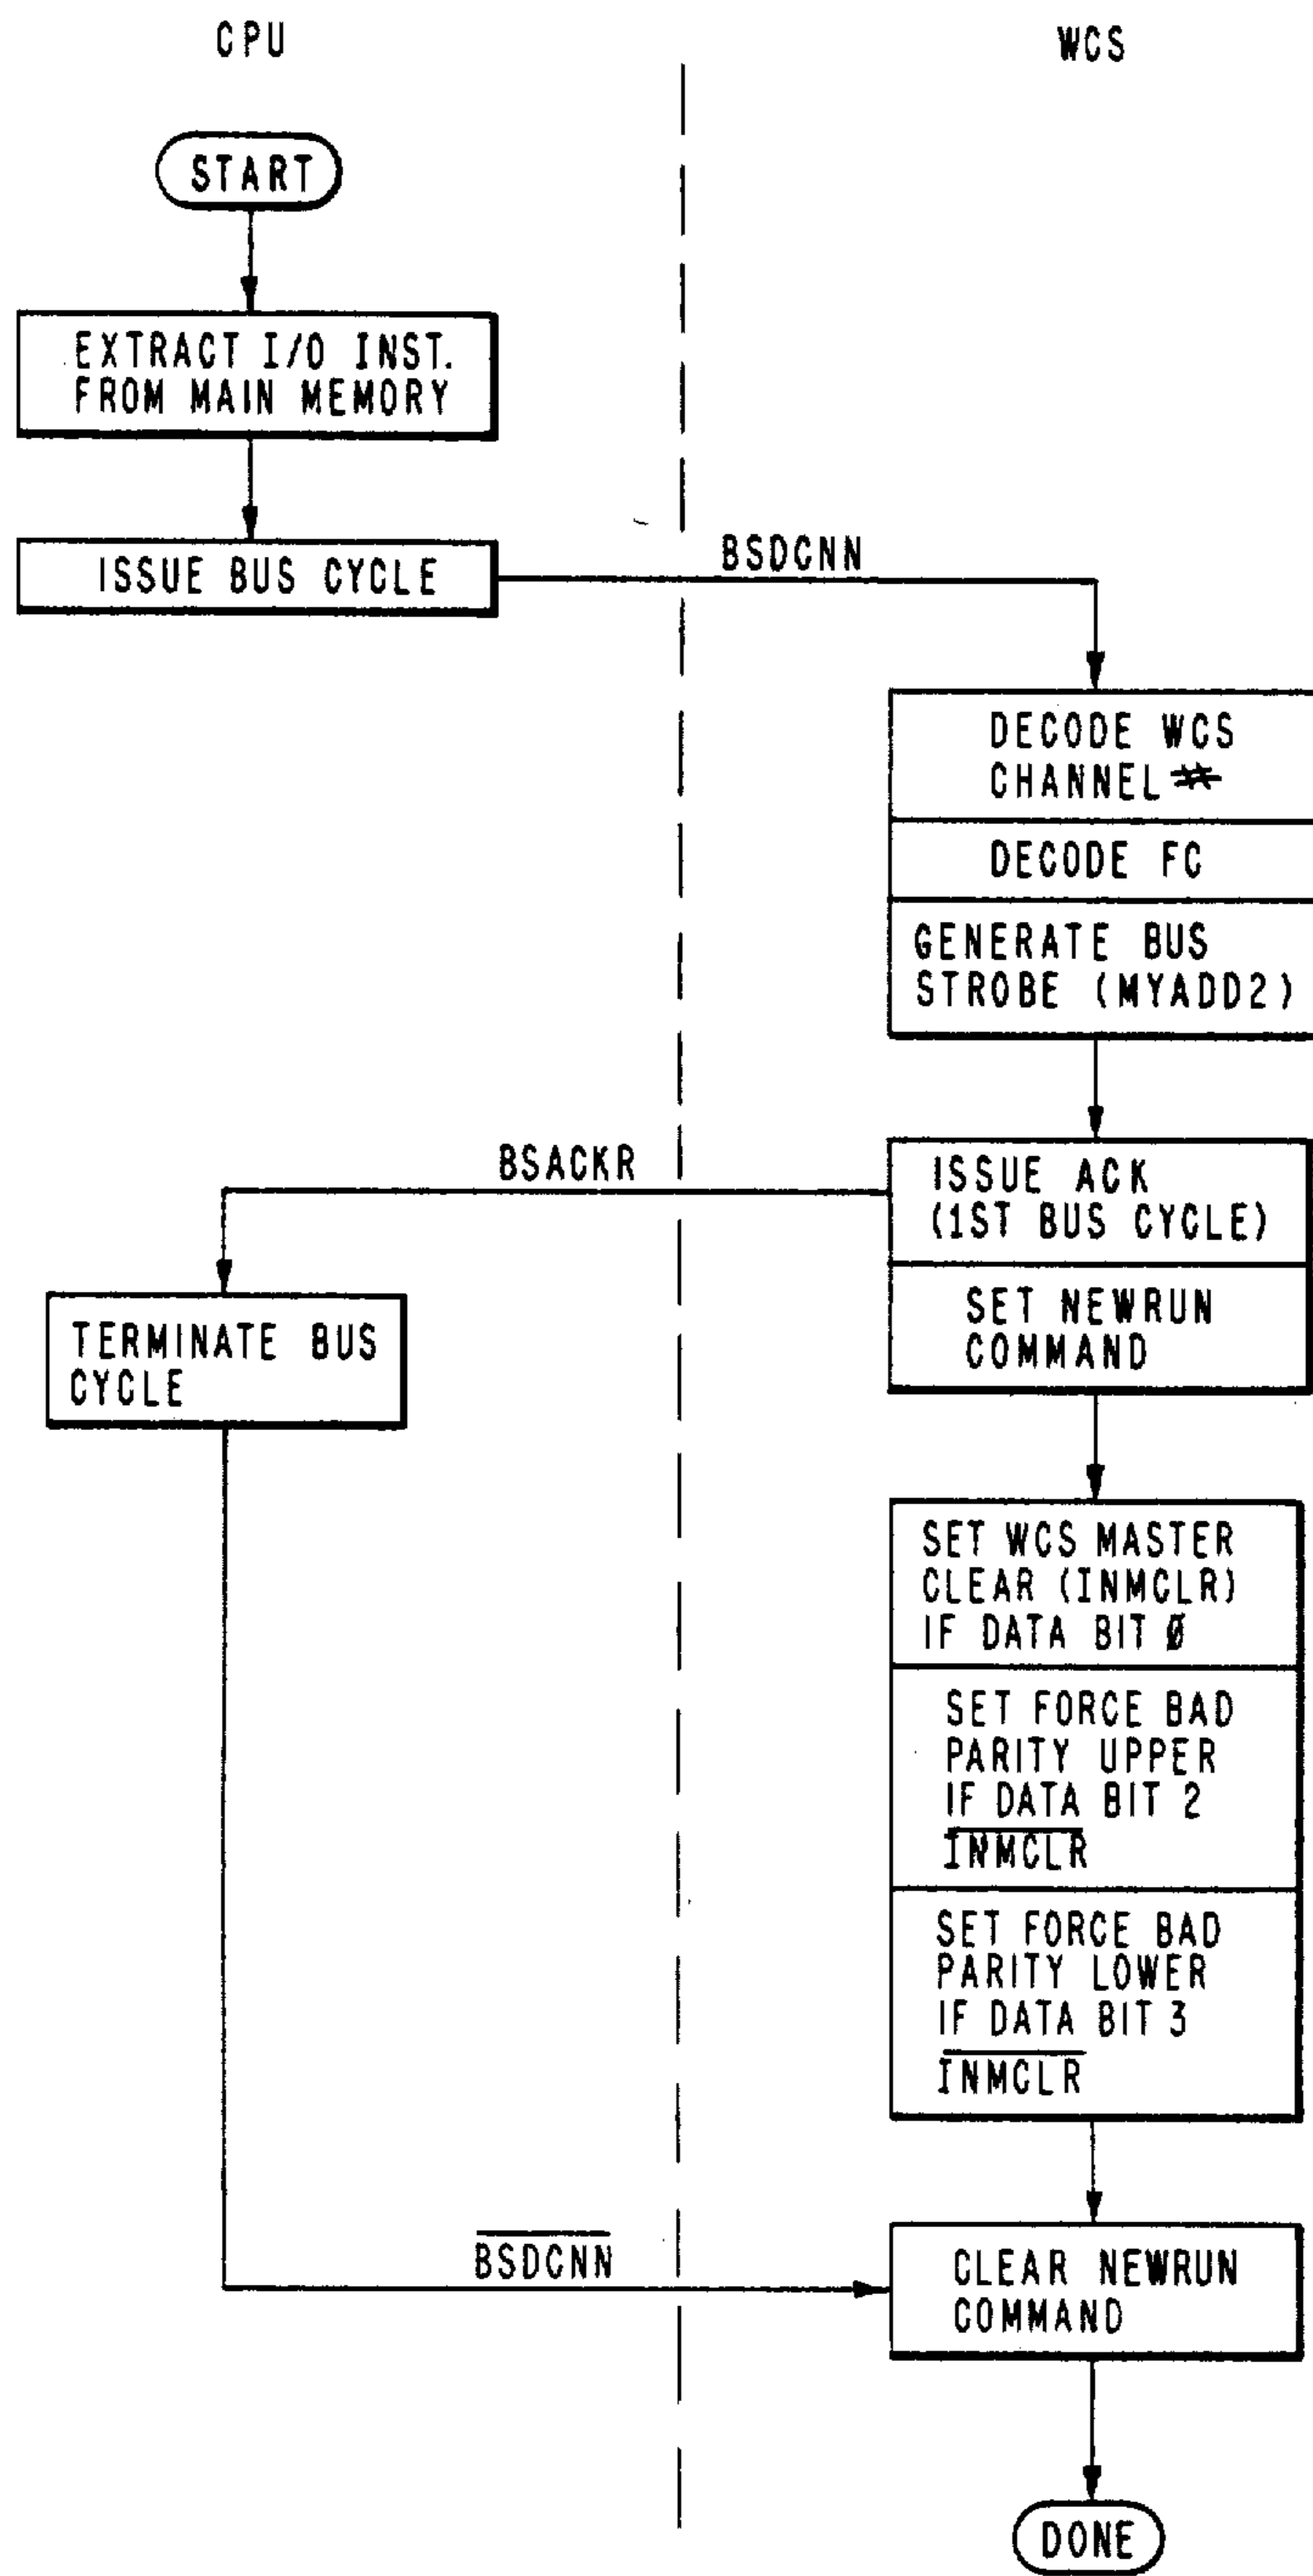 CPU
WCS
START
EXTRACT I/O INST.
FROM MAIN MEMORY
ISSUE BUS CYCLE
BSDCNN
DECODE WCS
CHANNEL #
DECODE FC
GENERATE BUS
STROBE (MYADD2)
BSACKR
ISSUE ACK
(1ST BUS CYCLE)
SET NEWRUN
COMMAND
TERMINATE BUS
CYCLE
SET WCS MASTER
CLEAR (INMCLR)
IF DATA BIT Ø
SET FORCE BAD
PARITY UPPER
IF DATA BIT 2
I̅N̅M̅C̅L̅R̅
SET FORCE BAD
PARITY LOWER
IF DATA BIT 3
I̅N̅M̅C̅L̅R̅
B̅S̅D̅C̅N̅N̅
CLEAR NEWRUN
COMMAND
DONE